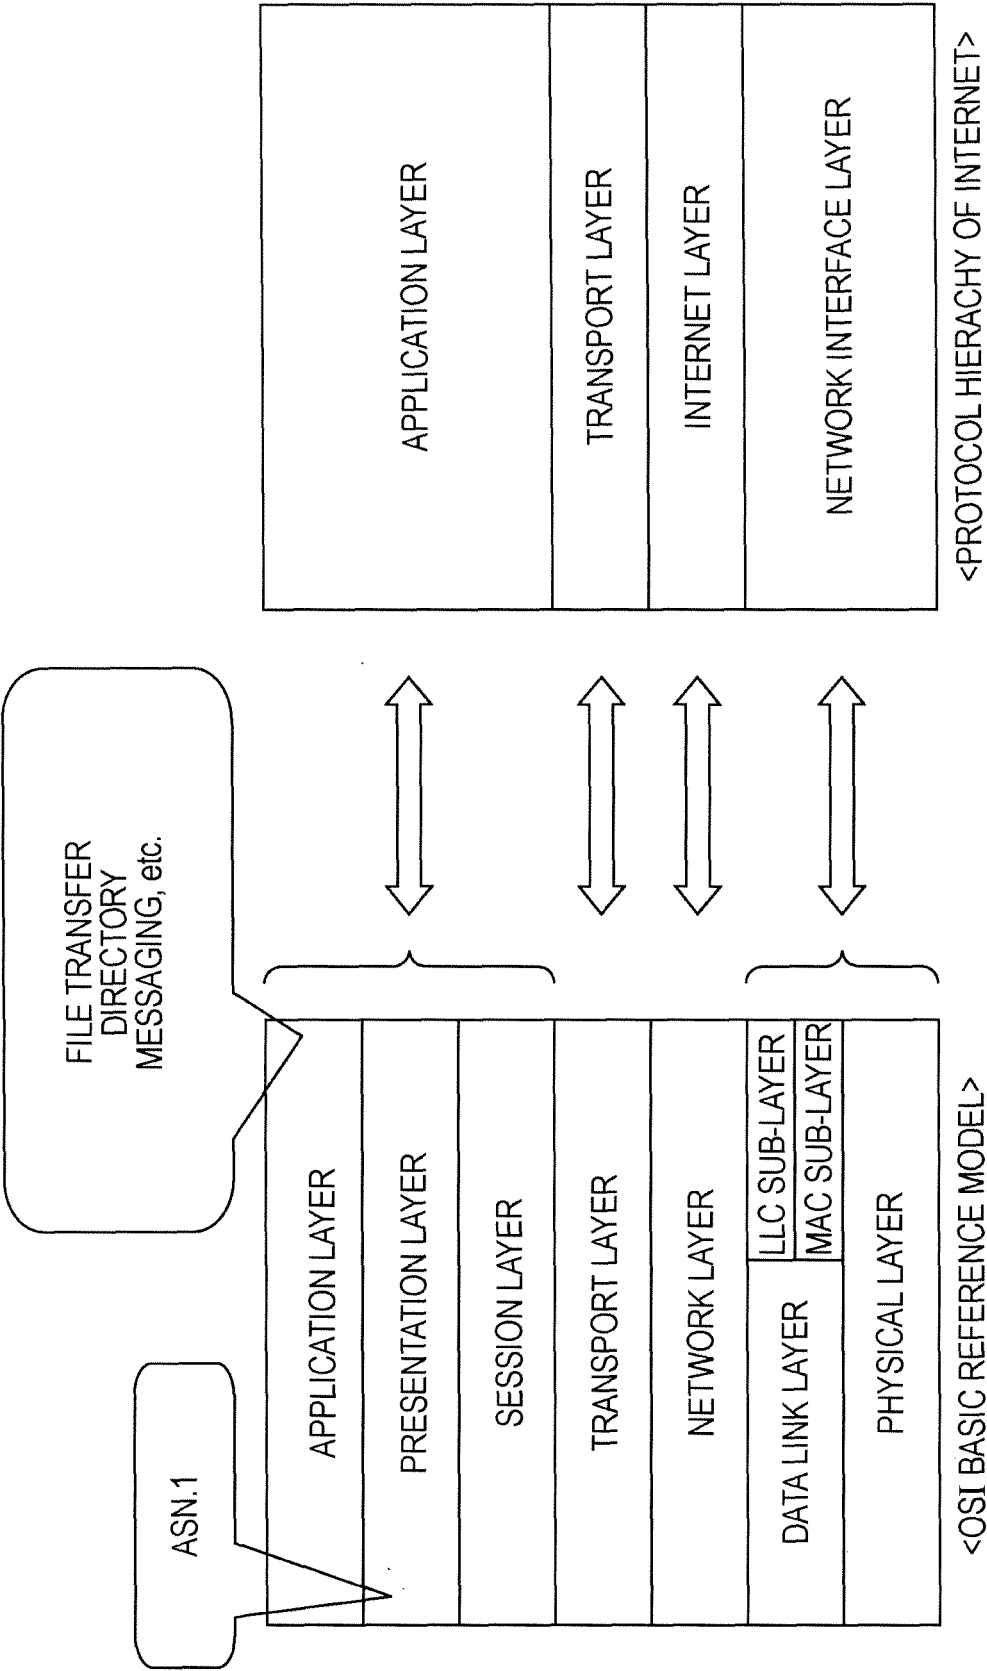 ASN.1
FILE TRANSFER
DIRECTORY
MESSAGING, etc.
APPLICATION LAYER
PRESENTATION LAYER
SESSION LAYER
TRANSPORT LAYER
NETWORK LAYER
DATA LINK LAYER
LLC SUB-LAYER
MAC SUB-LAYER
PHYSICAL LAYER
<OSI BASIC REFERENCE MODEL>
APPLICATION LAYER
TRANSPORT LAYER
INTERNET LAYER
NETWORK INTERFACE LAYER
<PROTOCOL HIERACHY OF INTERNET>